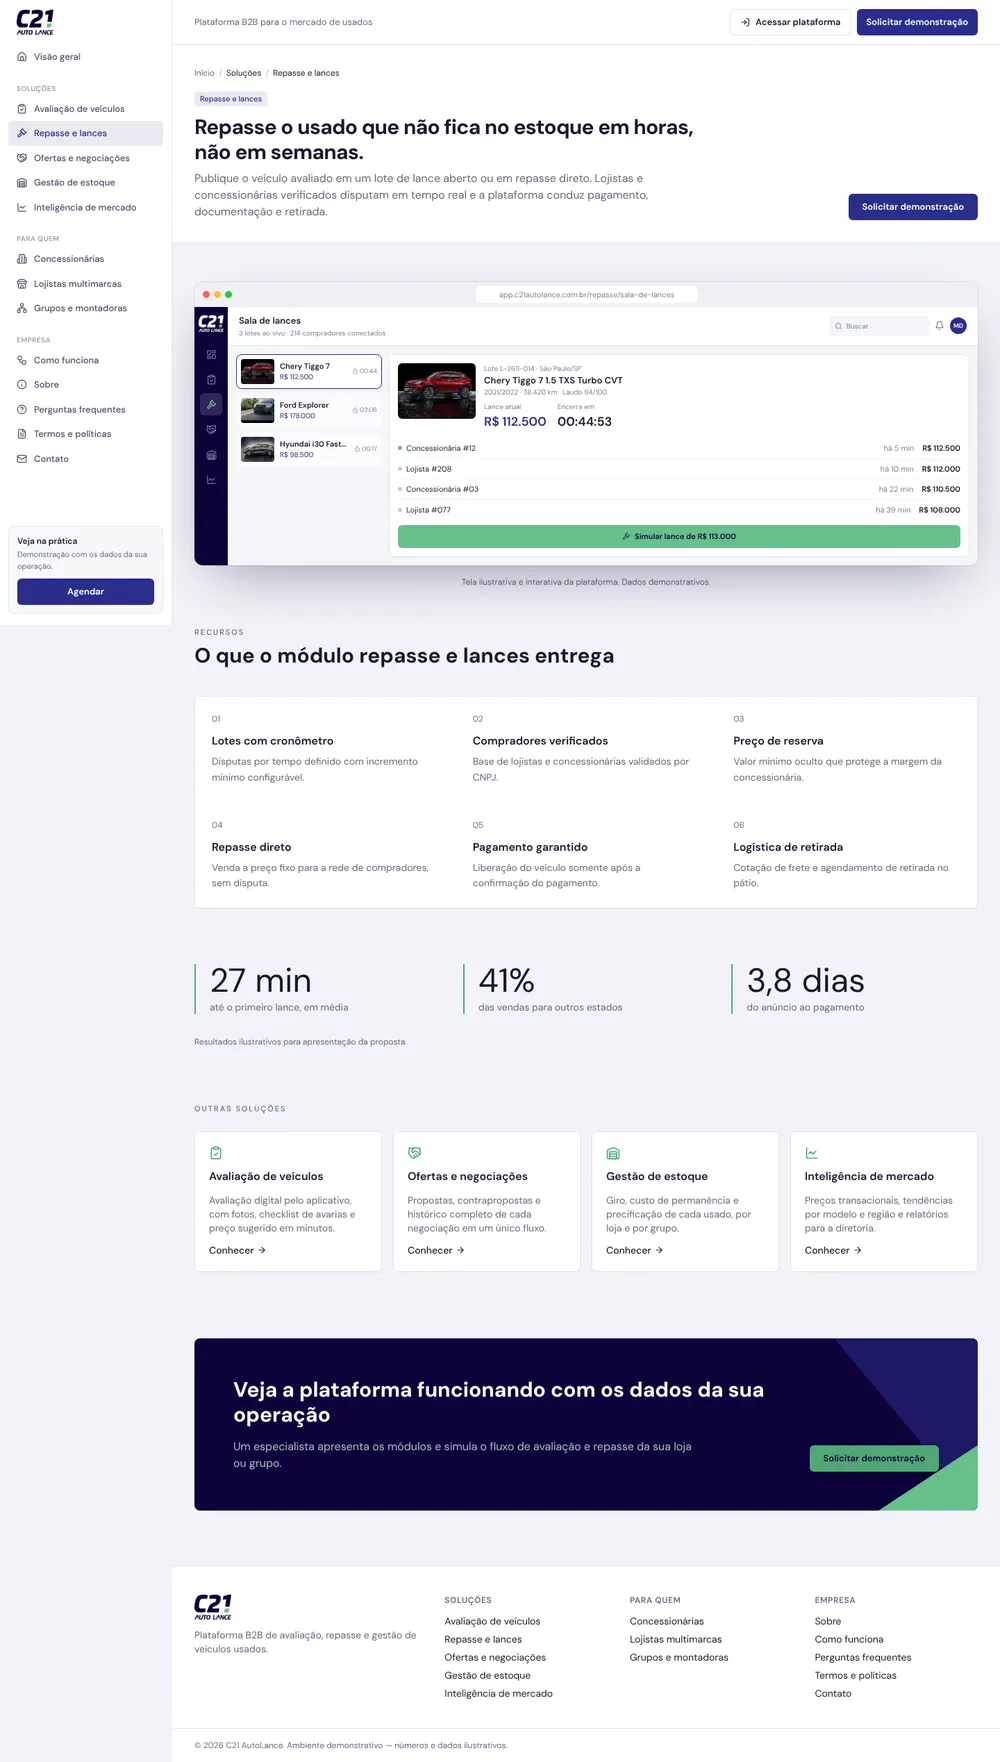 C21
AUTO LANCE
Visão geral
SOLUÇÕES
Avaliação de veículos
Repasse e lances
Ofertas e negociações
Gestão de estoque
Inteligência de mercado
PARA QUEM
Concessionárias
Lojistas multimarcas
Grupos e montadoras
EMPRESA
Como funciona
Sobre
Perguntas frequentes
Termos e políticas
Contato
Veja na prática
Demonstração com os dados da sua
operação.
Agendar
Plataforma B2B para o mercado de usados
Acessar plataforma
Solicitar demonstração
Início / Soluções / Repasse e lances
Repasse e lances
Repasse o usado que não fica no estoque em horas,
não em semanas.
Publique o veículo avaliado em um lote de lance aberto ou em repasse direto. Lojistas e
concessionárias verificados disputam em tempo real e a plataforma conduz pagamento,
documentação e retirada.
Solicitar demonstração
app.c21autolance.com.br/repasse/sala-de-lances
C21
AUTO LANCE
Sala de lances
3 lotes ao vivo · 214 compradores conectados
Buscar
MD
Chery Tiggo 7
R$ 112.500
00:44
Ford Explorer
R$ 178.000
02:06
Hyundai i30 Fast...
R$ 98.500
00:17
Lote L-2611-014 · São Paulo/SP
Chery Tiggo 7 1.5 TXS Turbo CVT
2021/2022 · 38.420 km · Laudo 94/100
Lance atual
R$ 112.500
Encerra em
00:44:53
Concessionária #12 há 5 min R$ 112.500
Lojista #208 há 10 min R$ 112.000
Concessionária #03 há 22 min R$ 110.500
Lojista #077 há 39 min R$ 108.000
Simular lance de R$ 113.000
Tela ilustrativa e interativa da plataforma. Dados demonstrativos.
RECURSOS
O que o módulo repasse e lances entrega
01
Lotes com cronômetro
Disputas por tempo definido com incremento
mínimo configurável.
02
Compradores verificados
Base de lojistas e concessionárias validados por
CNPJ.
03
Preço de reserva
Valor mínimo oculto que protege a margem da
concessionária.
04
Repasse direto
Venda a preço fixo para a rede de compradores,
sem disputa.
05
Pagamento garantido
Liberação do veículo somente após a
confirmação do pagamento.
06
Logística de retirada
Cotação de frete e agendamento de retirada no
pátio.
27 min
até o primeiro lance, em média
41%
das vendas para outros estados
3,8 dias
do anúncio ao pagamento
Resultados ilustrativos para apresentação da proposta.
OUTRAS SOLUÇÕES
Avaliação de veículos
Avaliação digital pelo aplicativo,
com fotos, checklist de avarias e
preço sugerido em minutos.
Conhecer →
Ofertas e negociações
Propostas, contrapropostas e
histórico completo de cada
negociação em um único fluxo.
Conhecer →
Gestão de estoque
Giro, custo de permanência e
precificação de cada usado, por
loja e por grupo.
Conhecer →
Inteligência de mercado
Preços transacionais, tendências
por modelo e região e relatórios
para a diretoria.
Conhecer →
Veja a plataforma funcionando com os dados da sua
operação
Um especialista apresenta os módulos e simula o fluxo de avaliação e repasse da sua loja
ou grupo.
Solicitar demonstração
C21
AUTO LANCE
Plataforma B2B de avaliação, repasse e gestão de
veículos usados.
SOLUÇÕES
Avaliação de veículos
Repasse e lances
Ofertas e negociações
Gestão de estoque
Inteligência de mercado
PARA QUEM
Concessionárias
Lojistas multimarcas
Grupos e montadoras
EMPRESA
Sobre
Como funciona
Perguntas frequentes
Termos e políticas
Contato
© 2026 C21 AutoLance. Ambiente demonstrativo — números e dados ilustrativos.